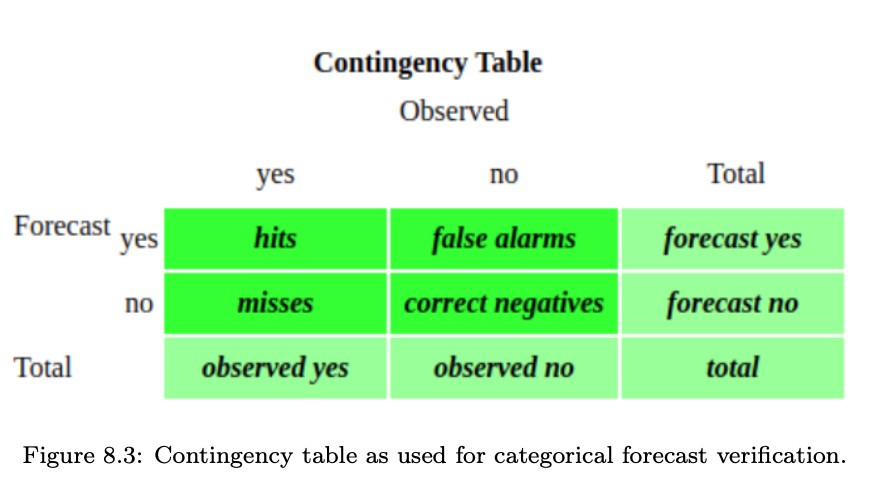 Contingency Table
Observed
yes no Total
Forecast yes hits false alarms forecast yes
no misses correct negatives forecast no
Total observed yes observed no total
Figure 8.3: Contingency table as used for categorical forecast verification.